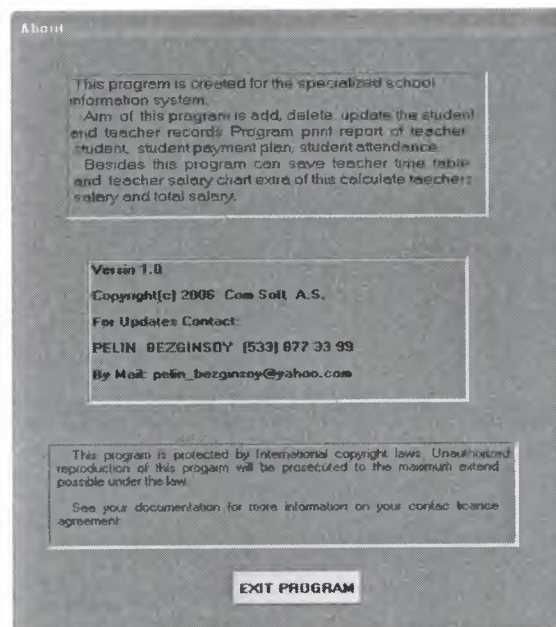 About
This program is created for the specialized school
information system.
Aim of this program is add, delete, update the student
and teacher records. Program print report of teacher
student, student payment plan, student attendance.
Besides this program can save teacher time table
and teacher salary chart extra of this calculate teachers
salary and total salary.
Versin 1.0
Copyright(c) 2006 Com Soft A.S.
For Updates Contact:
PELIN BEZGINSOY (533) 877 33 99
By Mail: pelin_bezginsoy@yahoo.com
This program is protected by International copyright laws. Unauthorized
reproduction of this progarm will be prosecuted to the maximum extend
possible under the law.
See your documentation for more information on your contac licance
agreement
EXIT PROGRAM